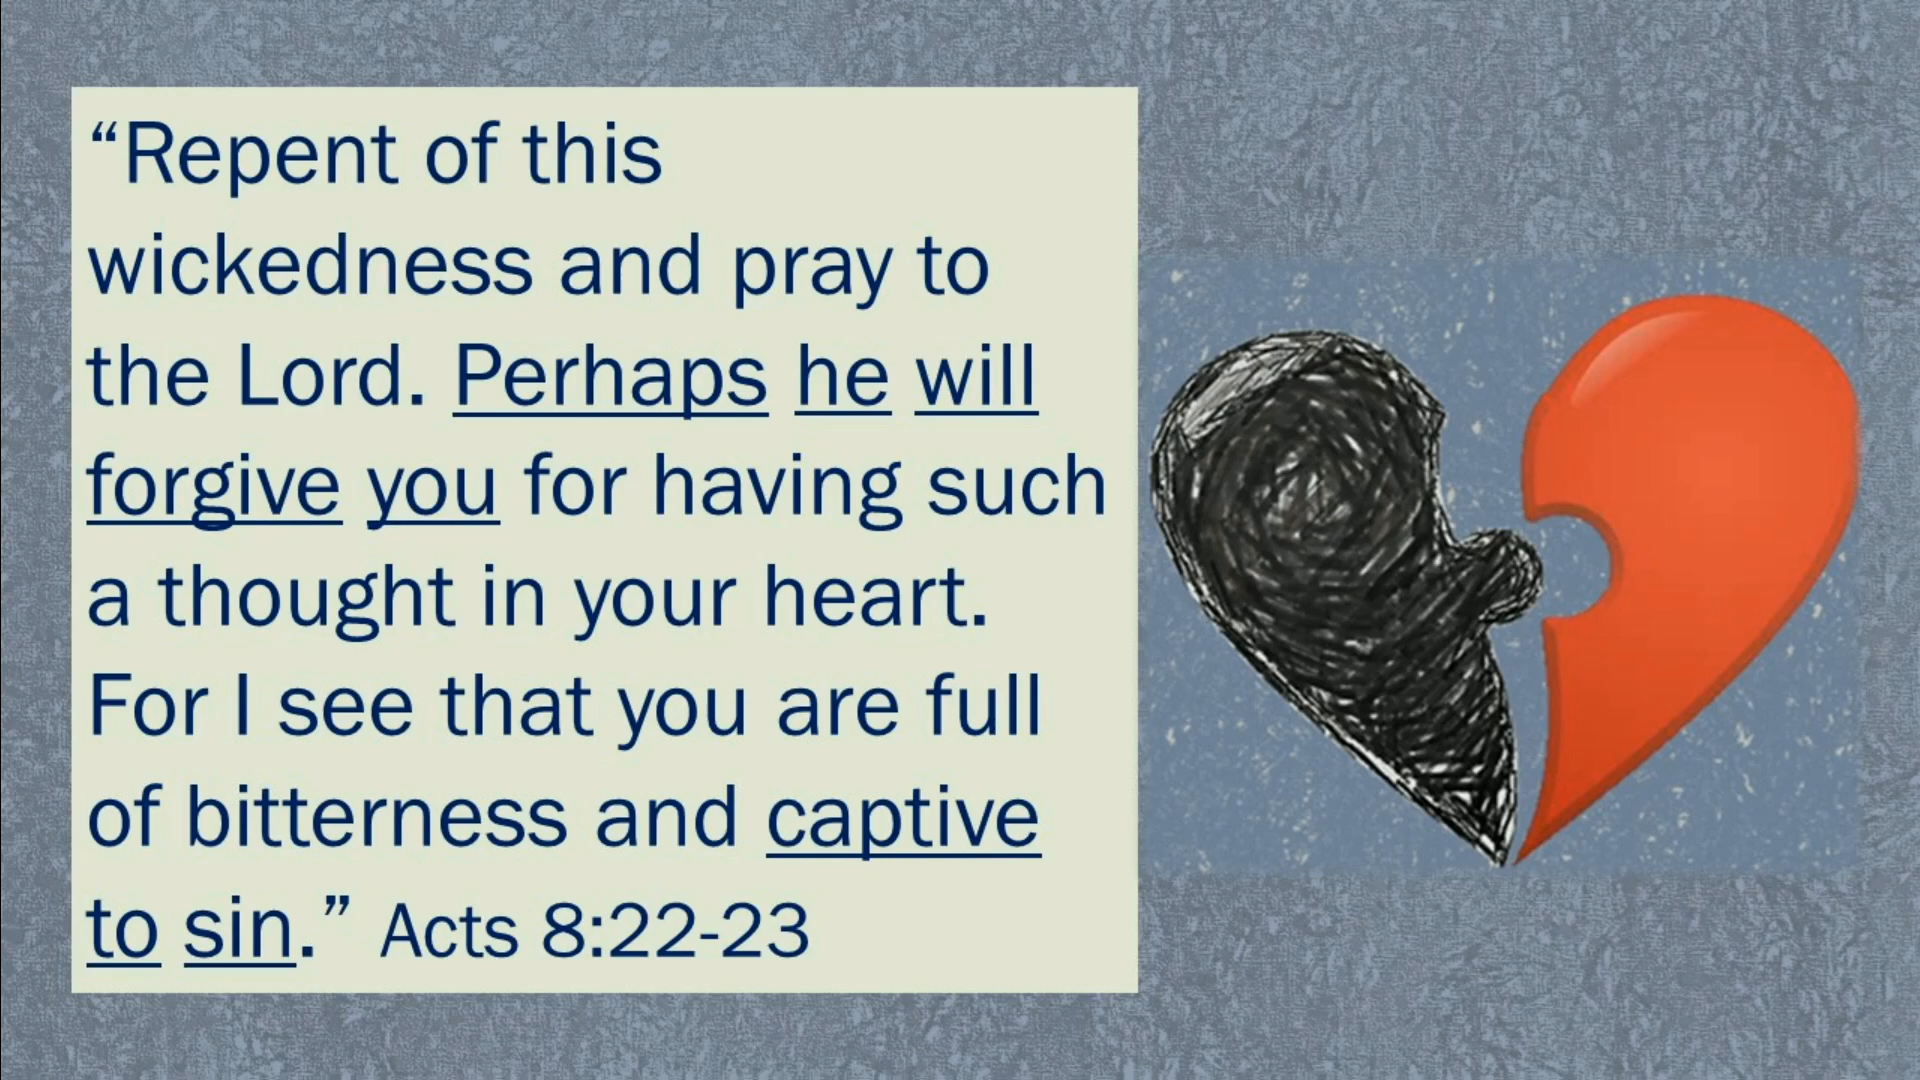 “Repent of this
wickedness and pray to
the Lord. Perhaps he will
forgive you for having such
a thought in your heart.
For I see that you are full
of bitterness and captive
to sin.” Acts 8:22-23